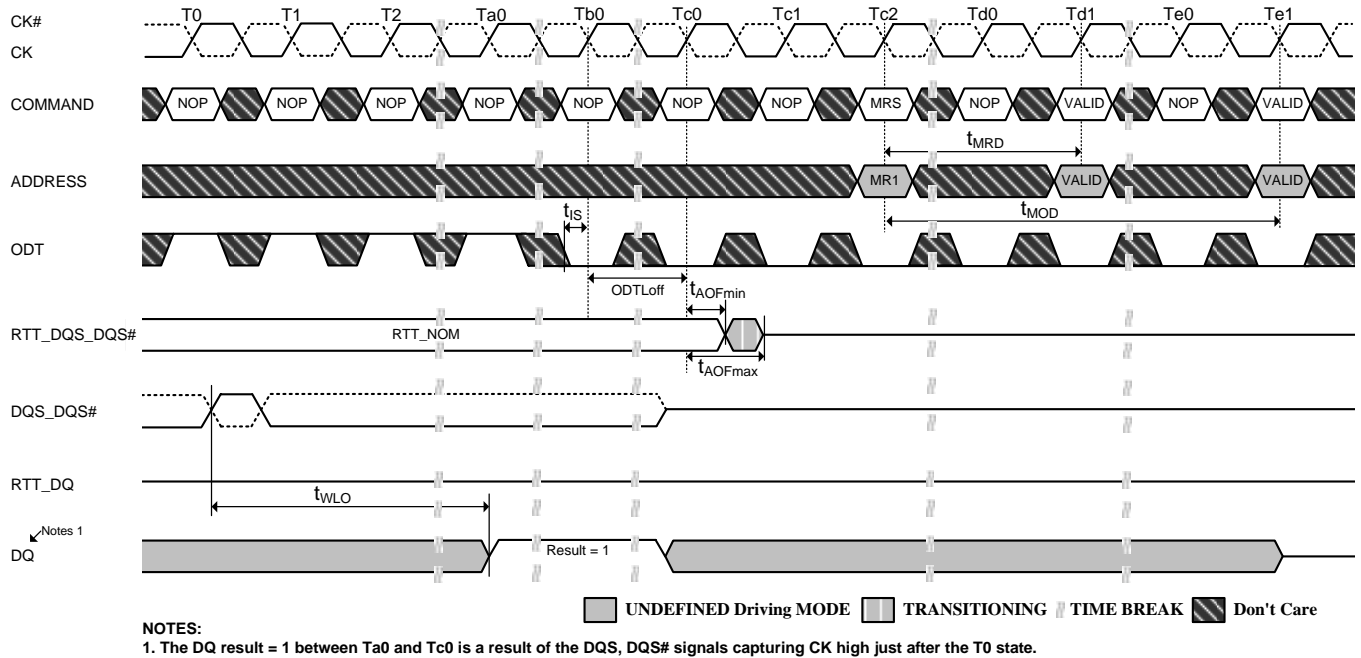 T0 T1 T2 Ta0 Tb0 Tc0 Tc1 Tc2 Td0 Td1 Te0 Te1
CK#
CK
COMMAND NOP NOP NOP NOP NOP NOP NOP MRS NOP VALID NOP VALID
tMRD
ADDRESS MR1 VALID VALID
tIS tMOD
ODT
ODTLoff tAOFmin
RTT_DQS_DQS# RTT_NOM
tAOFmax
DQS_DQS#
RTT_DQ
tWLO
Notes 1
DQ Result = 1
UNDEFINED Driving MODE TRANSITIONING TIME BREAK Don't Care
NOTES:
1. The DQ result = 1 between Ta0 and Tc0 is a result of the DQS, DQS# signals capturing CK high just after the T0 state.